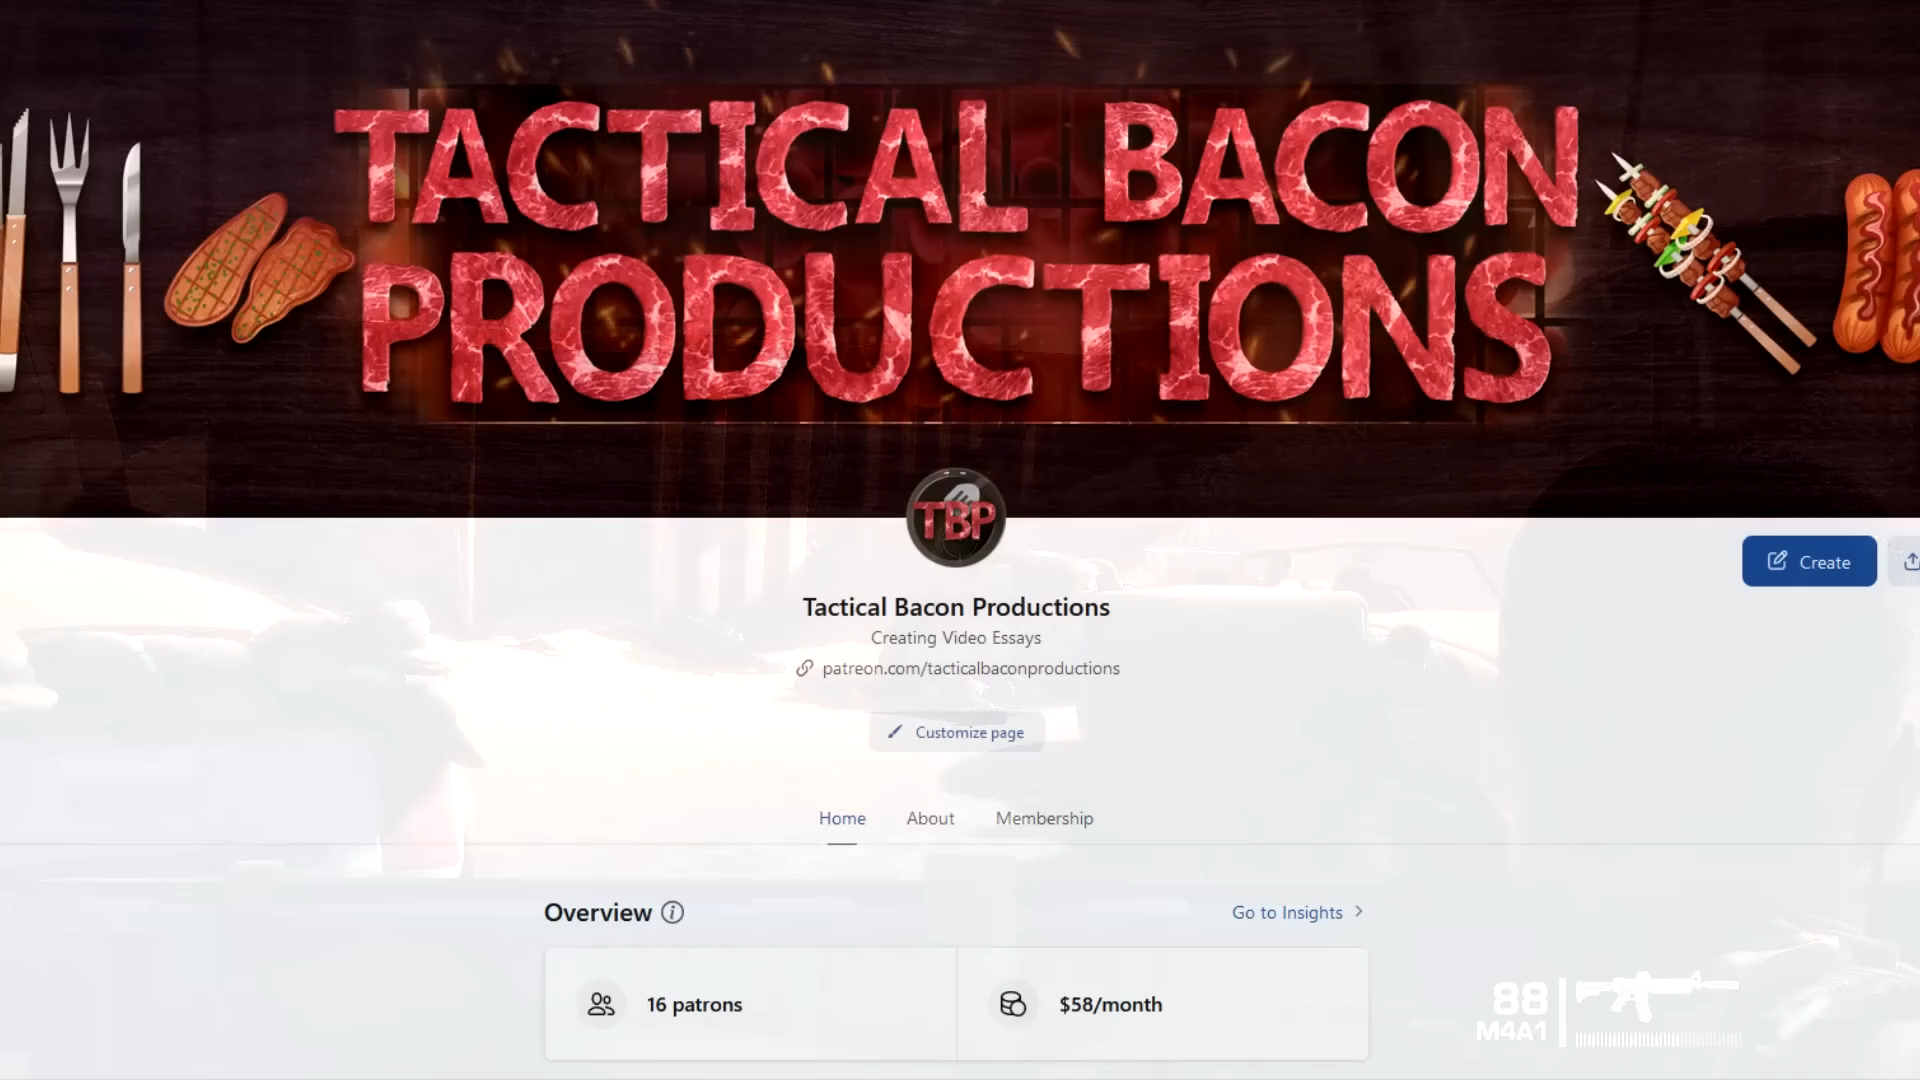 TACTICAL BACON
PRODUCTIONS
TBP
Create
Tactical Bacon Productions
Creating Video Essays
patreon.com/tacticalbaconproductions
Customize page
Home About Membership
Overview
Go to Insights
16 patrons
$58/month
88
M4A1